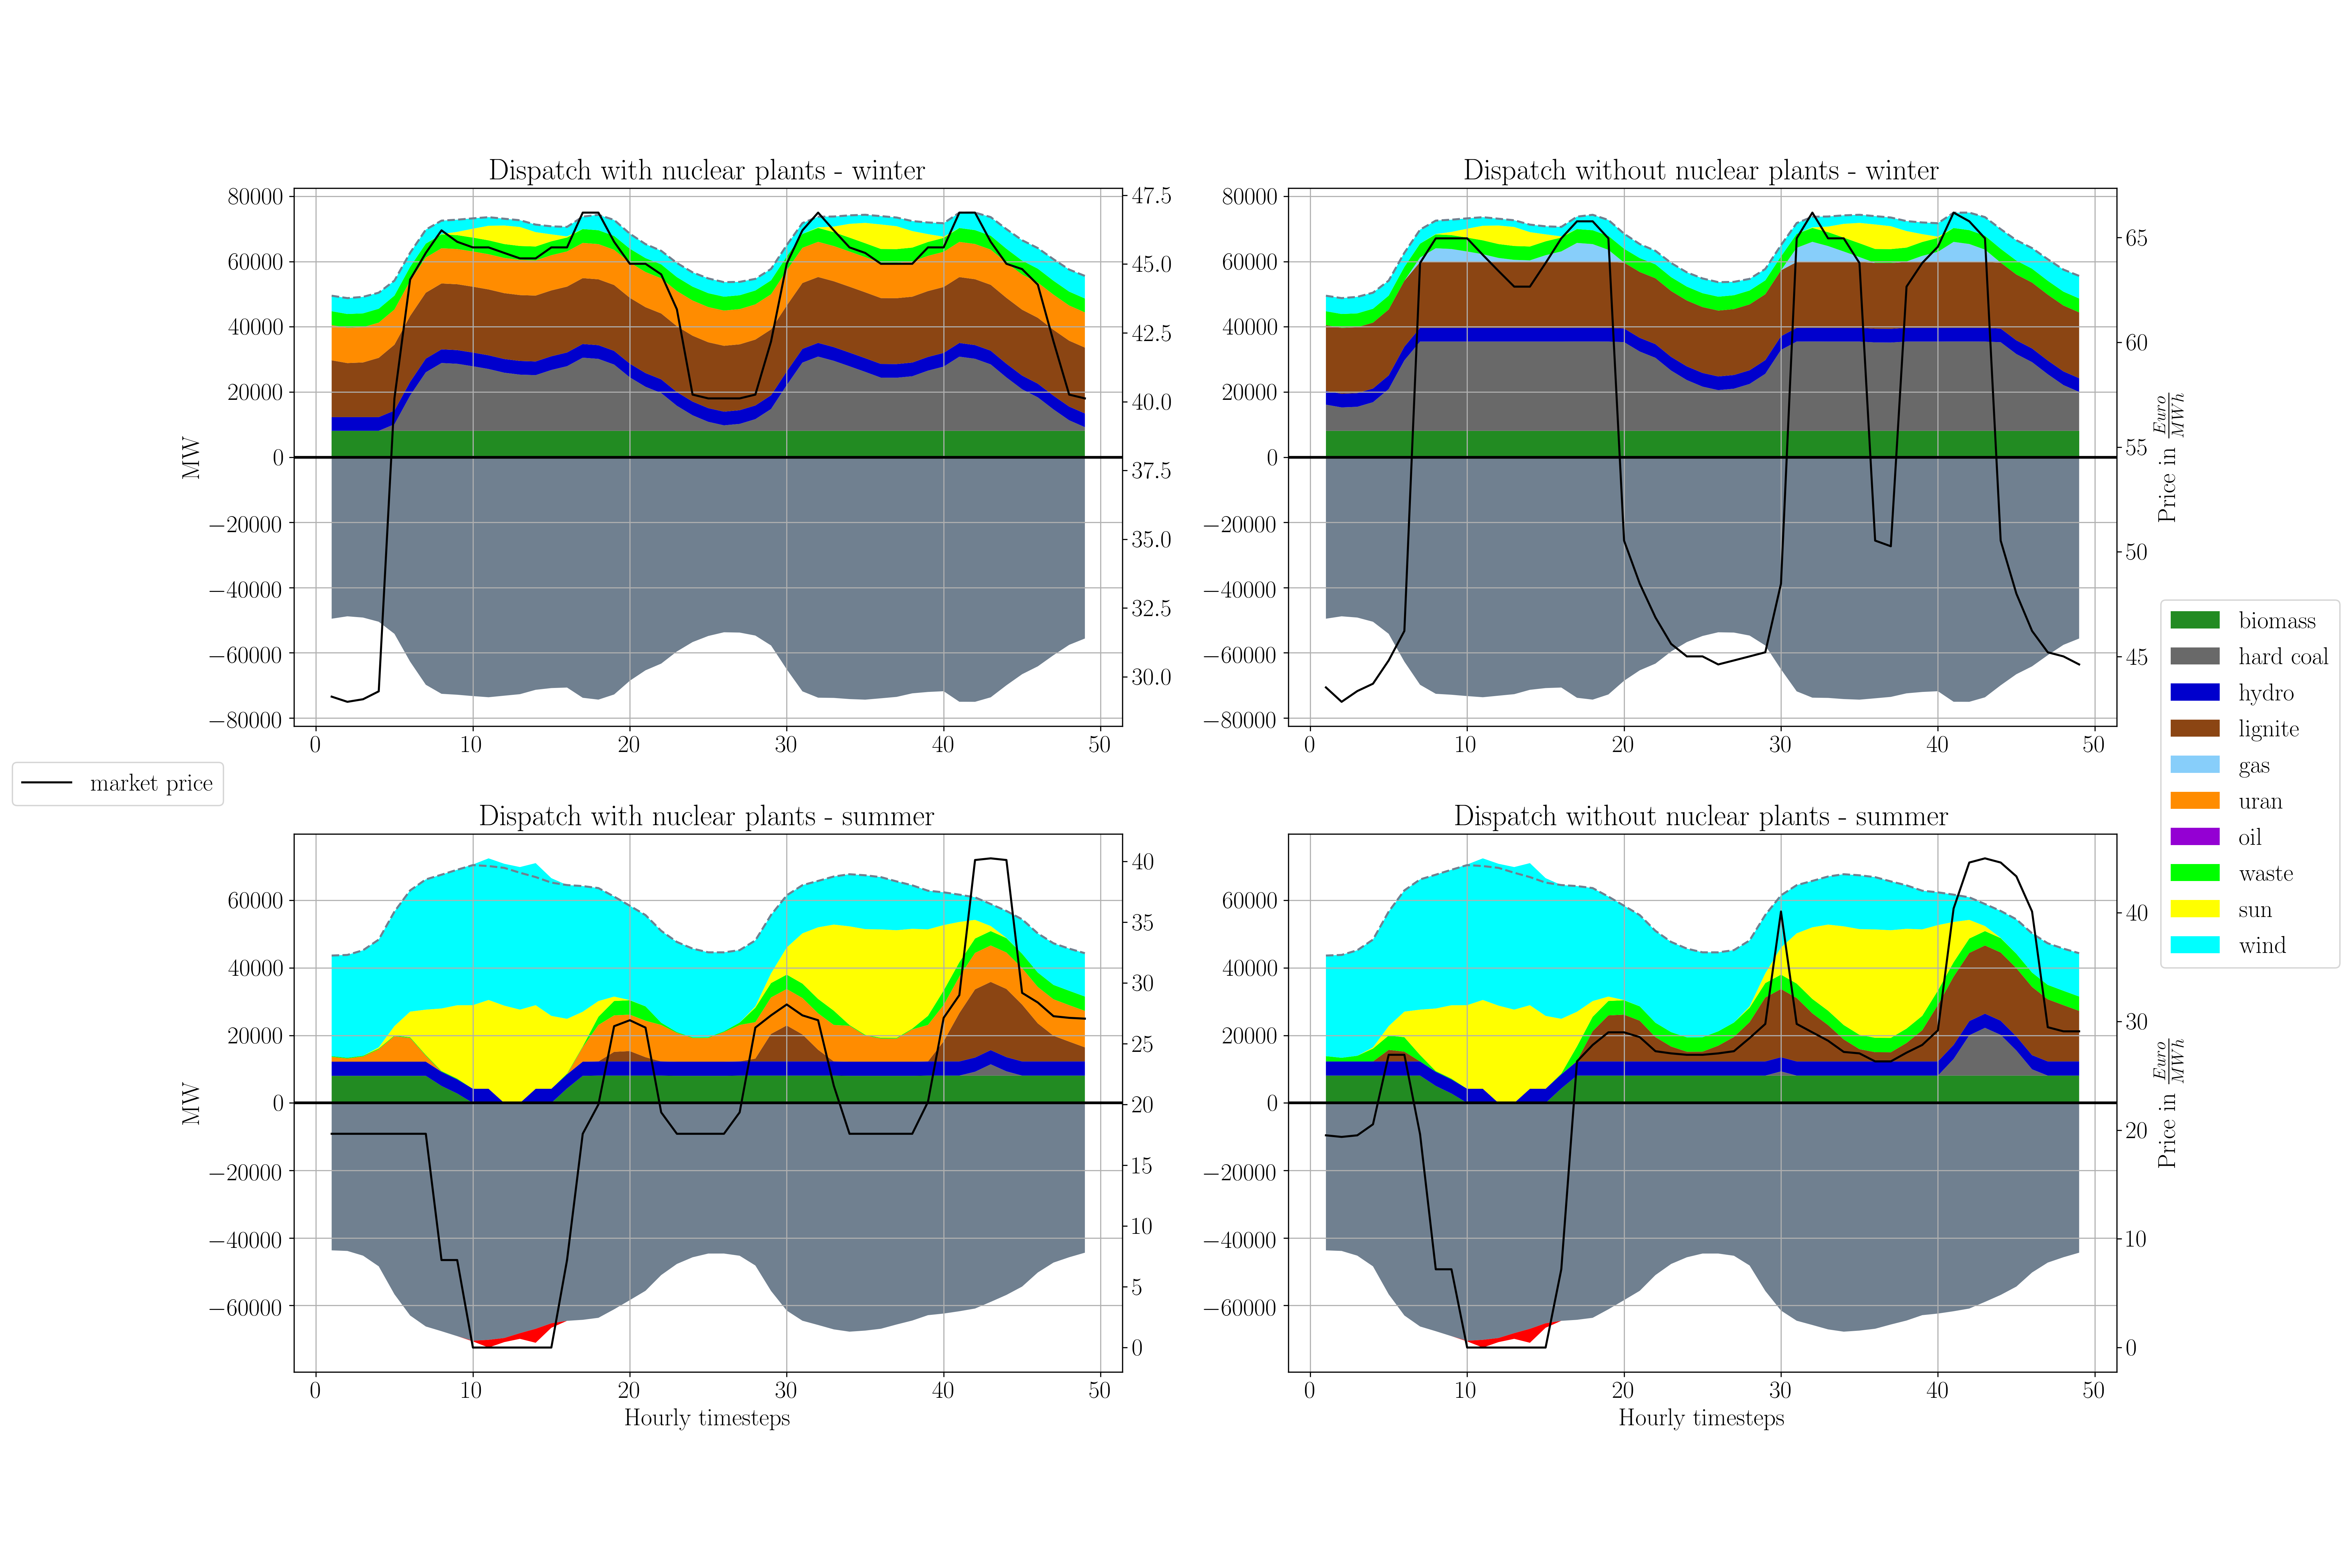 Dispatch with nuclear plants - winter
80000
60000
40000
20000
0
−20000
−40000
−60000
−80000
MW
47.5
45.0
42.5
40.0
37.5
35.0
32.5
30.0
0 10 20 30 40 50
Dispatch without nuclear plants - winter
80000
60000
40000
20000
0
−20000
−40000
−60000
−80000
65
60
55
50
45
Price in Euro/MWh
0 10 20 30 40 50
market price
biomass
hard coal
hydro
lignite
gas
uran
oil
waste
sun
wind
Dispatch with nuclear plants - summer
60000
40000
20000
0
−20000
−40000
−60000
MW
40
35
30
25
20
15
10
5
0
0 10 20 30 40 50
Hourly timesteps
Dispatch without nuclear plants - summer
60000
40000
20000
0
−20000
−40000
−60000
40
30
20
10
0
Price in Euro/MWh
0 10 20 30 40 50
Hourly timesteps